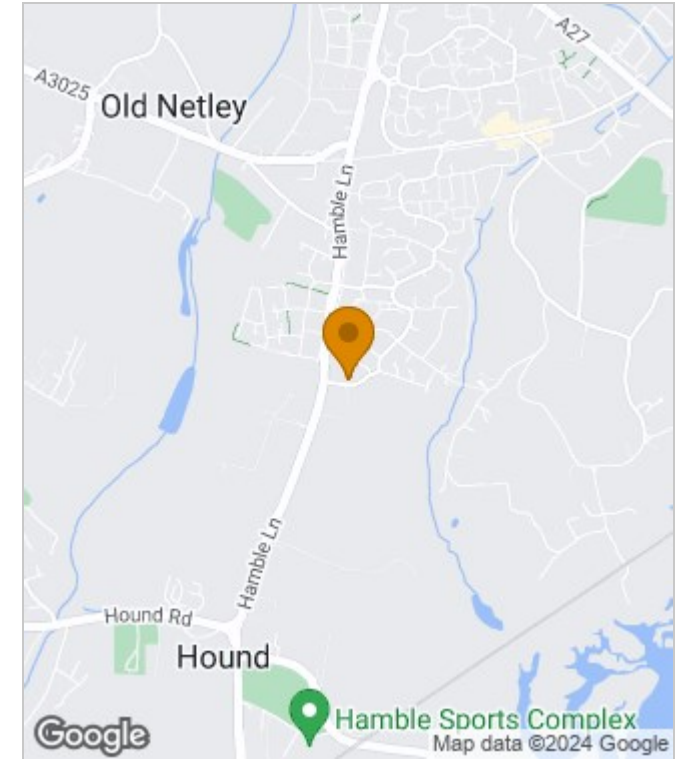 A27
A3025
Old Netley
Hamble Ln
Hamble Ln
Hound Rd
Hound
Hamble Sports Complex
Google
Map data ©2024 Google